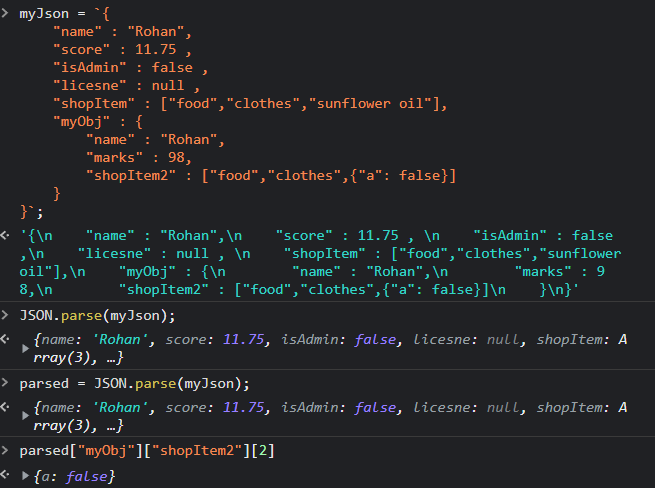 > myJson = `{
    "name" : "Rohan",
    "score" : 11.75 ,
    "isAdmin" : false ,
    "licesne" : null ,
    "shopItem" : ["food","clothes","sunflower oil"],
    "myObj" : {
        "name" : "Rohan",
        "marks" : 98,
        "shopItem2" : ["food","clothes",{"a": false}]
    }
}`;
'{\n    "name" : "Rohan",\n    "score" : 11.75 , \n    "isAdmin" : false
,\n    "licesne" : null , \n    "shopItem" : ["food","clothes","sunflower
oil"],\n    "myObj" : {\n        "name" : "Rohan",\n        "marks" : 9
8,\n        "shopItem2" : ["food","clothes",{"a": false}]\n    }\n}'
> JSON.parse(myJson);
{name: 'Rohan', score: 11.75, isAdmin: false, licesne: null, shopItem: A
rray(3), …}
> parsed = JSON.parse(myJson);
{name: 'Rohan', score: 11.75, isAdmin: false, licesne: null, shopItem: A
rray(3), …}
> parsed["myObj"]["shopItem2"][2]
{a: false}